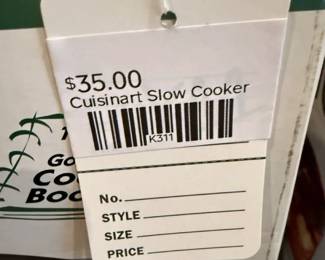 $35.00
Cuisinart Slow Cooker
K311
No.
STYLE
SIZE
PRICE